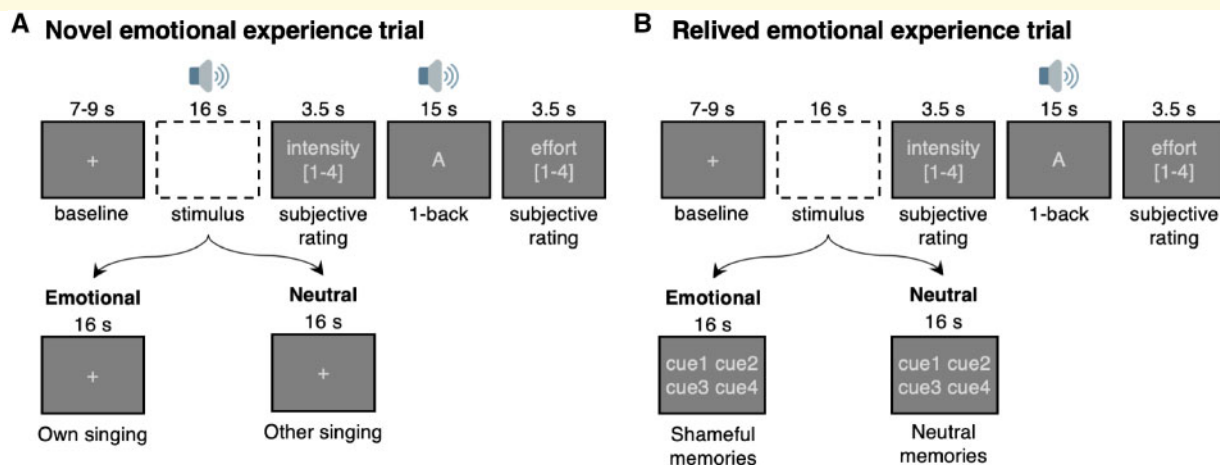 A Novel emotional experience trial
7-9 s 16 s 3.5 s 15 s 3.5 s
+ intensity A effort
[1-4] [1-4]
baseline stimulus subjective 1-back subjective
rating rating
Emotional Neutral
16 s 16 s
+ +
Own singing Other singing
B Relived emotional experience trial
7-9 s 16 s 3.5 s 15 s 3.5 s
+ intensity A effort
[1-4] [1-4]
baseline stimulus subjective 1-back subjective
rating rating
Emotional Neutral
16 s 16 s
cue1 cue2 cue1 cue2
cue3 cue4 cue3 cue4
Shameful Neutral
memories memories